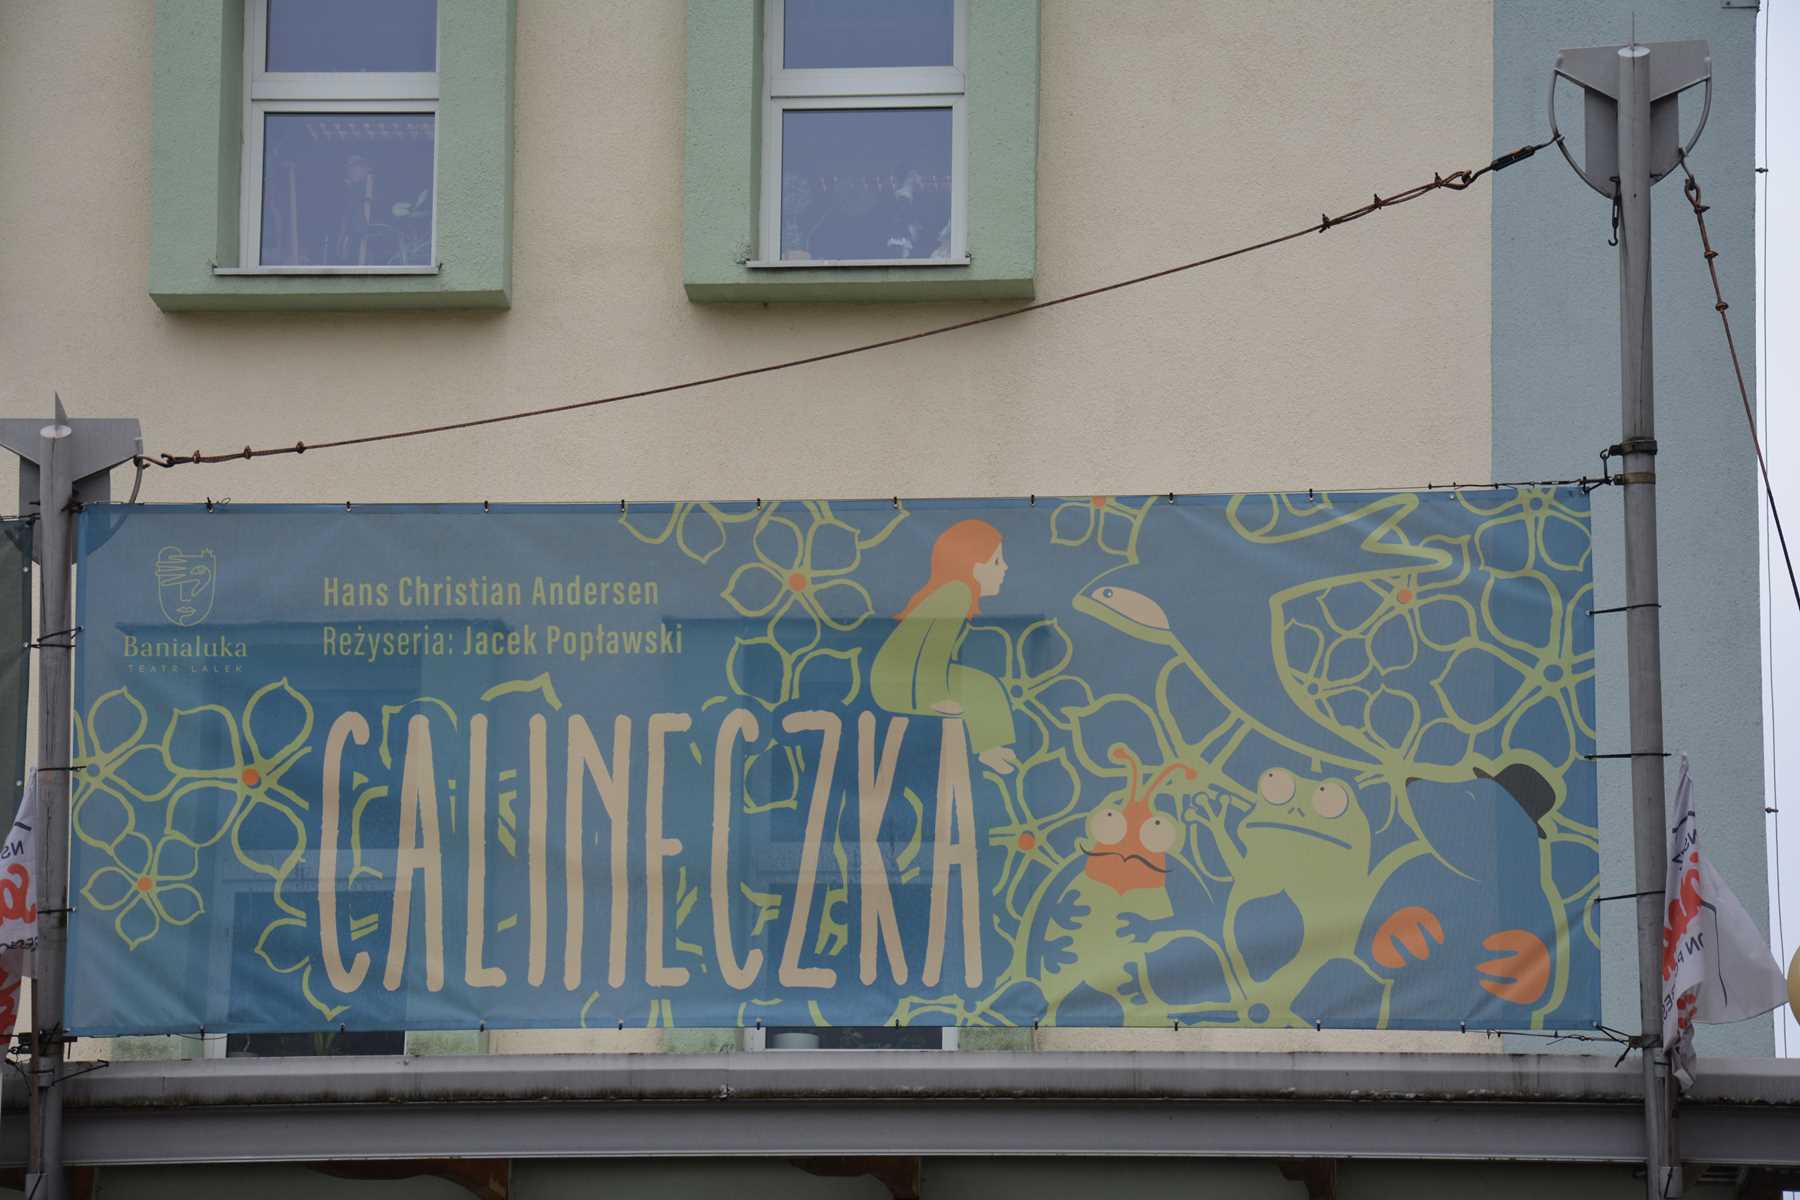 Banialuka
TEATR LALEK
Hans Christian Andersen
Reżyseria: Jacek Popławski
CALINECZKA